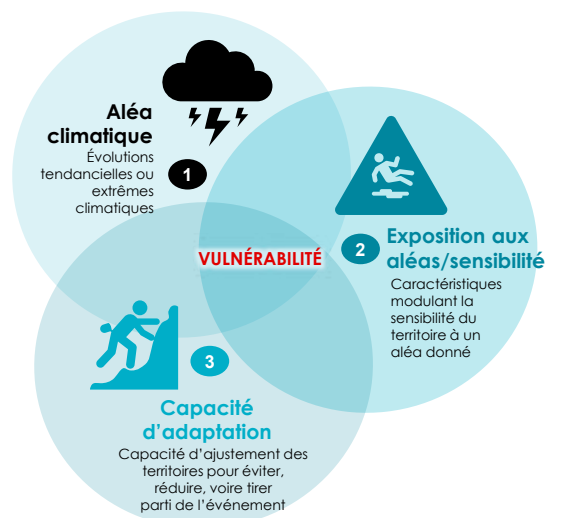 Aléa
climatique
Évolutions
tendancielles ou
extrêmes
climatiques
1
VULNÉRABILITÉ
2
Exposition aux
aléas/sensibilité
Caractéristiques
modulant la
sensibilité du
territoire à un
aléa donné
3
Capacité
d’adaptation
Capacité d’ajustement des
territoires pour éviter,
réduire, voire tirer
parti de l’événement